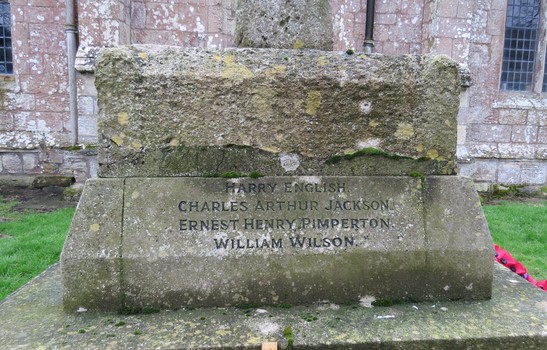 Harry English.
Charles Arthur Jackson.
Ernest Henry Pimperton.
William Wilson.